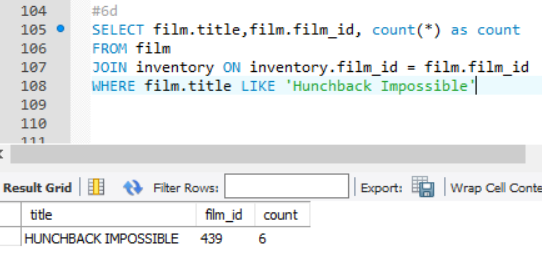 104 #6d
105 SELECT film.title,film.film_id, count(*) as count
106 FROM film
107 JOIN inventory ON inventory.film_id = film.film_id
108 WHERE film.title LIKE 'Hunchback Impossible'
109
110
111
Result Grid Filter Rows: Export: Wrap Cell Conte
title film_id count
HUNCHBACK IMPOSSIBLE 439 6